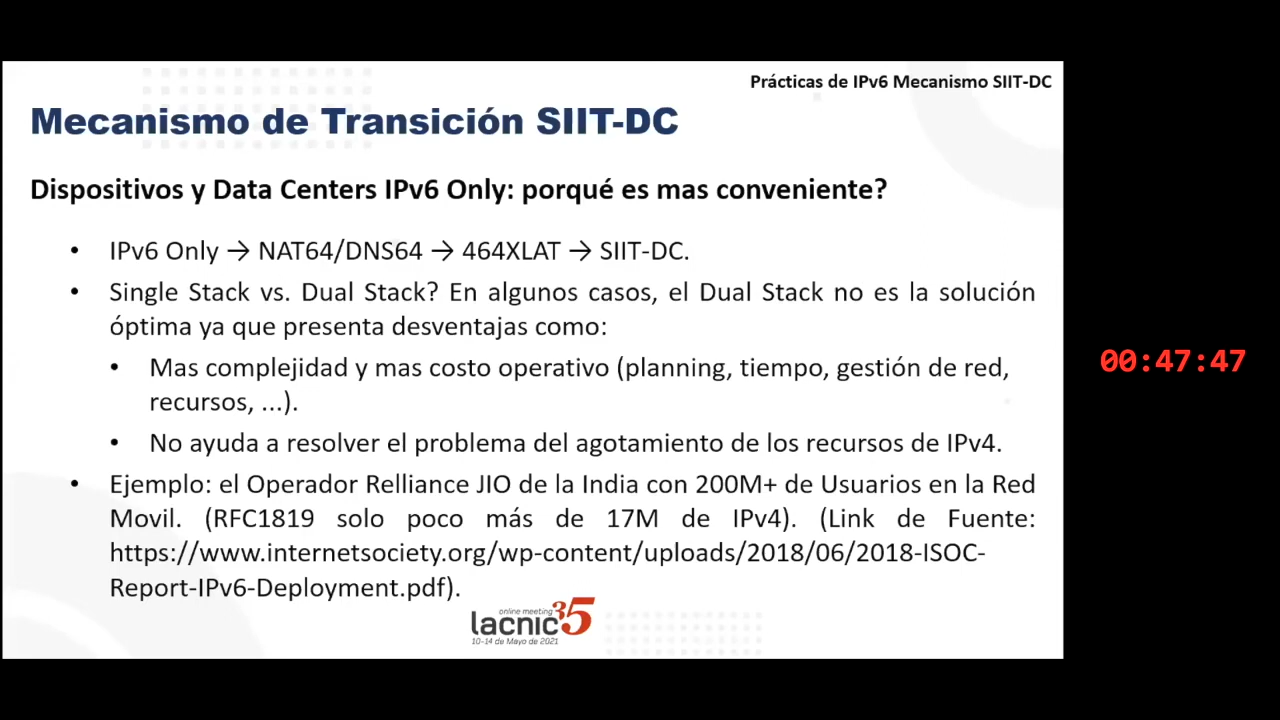 Prácticas de IPv6 Mecanismo SIIT-DC
Mecanismo de Transición SIIT-DC
Dispositivos y Data Centers IPv6 Only: porqué es mas conveniente?
• IPv6 Only → NAT64/DNS64 → 464XLAT → SIIT-DC.
• Single Stack vs. Dual Stack? En algunos casos, el Dual Stack no es la solución
óptima ya que presenta desventajas como:
• Mas complejidad y mas costo operativo (planning, tiempo, gestión de red,
recursos, ...).
• No ayuda a resolver el problema del agotamiento de los recursos de IPv4.
• Ejemplo: el Operador Relliance JIO de la India con 200M+ de Usuarios en la Red
Movil. (RFC1819 solo poco más de 17M de IPv4). (Link de Fuente:
https://www.internetsociety.org/wp-content/uploads/2018/06/2018-ISOC-
Report-IPv6-Deployment.pdf).
online meeting
lacnic 35
10-14 de Mayo de 2021
00:47:47